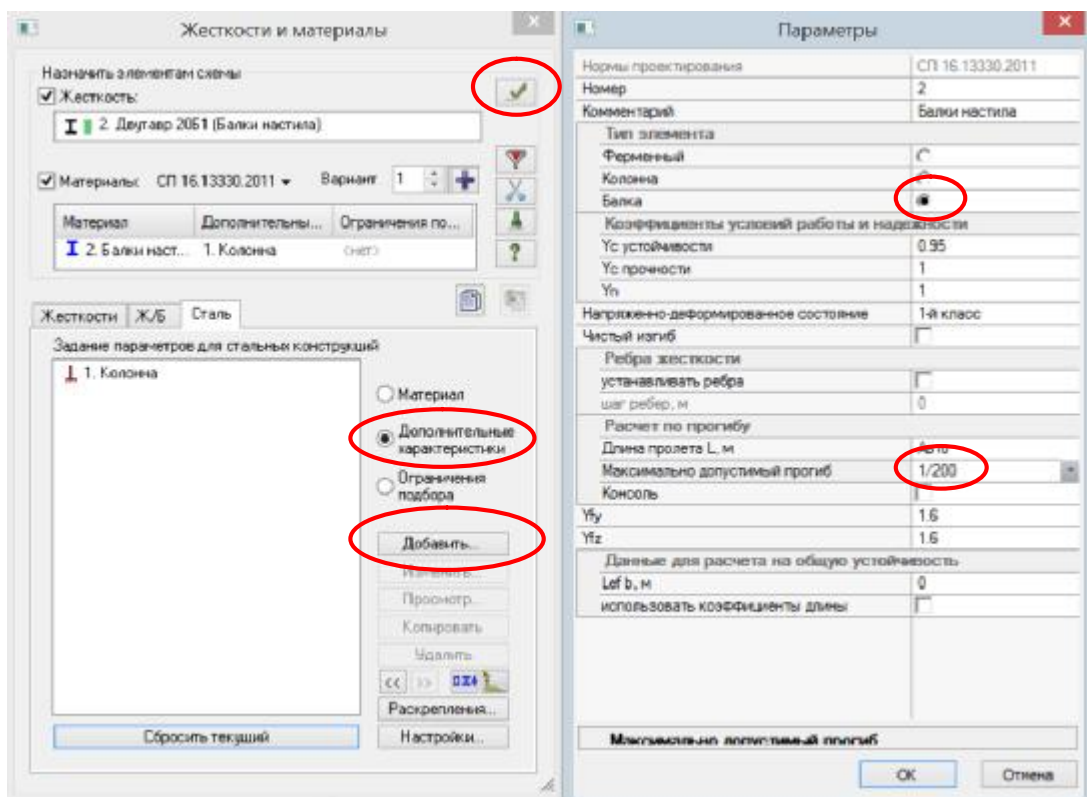 Жесткости и материалы
Назначить элементам схемы
Жесткость:
2. Двутавр 20Б1 (Балки настила)
Материалы: СП 16.13330.2011 Вариант 1
Материал Дополнительны... Ограничения по...
2. Балки наст... 1. Колонна (нет)
Жесткости Ж/Б Сталь
Задание параметров для стальных конструкций
1. Колонна
Материал
Дополнительные
характеристики
Ограничения
подбора
Добавить...
Изменить...
Просмотр...
Копировать
Удалить
<< >>
Раскрепления...
Сбросить текущий Настройки...
Параметры
Нормы проектирования СП 16.13330.2011
Номер 2
Комментарий Балки настила
Тип элемента
Ферменный
Колонна
Балка
Коэффициенты условий работы и надежности
Yc устойчивости 0.95
Yc прочности 1
Yn 1
Напряженно-деформированное состояние 1-й класс
Чистый изгиб
Ребра жесткости
устанавливать ребра
шаг ребер, м 0
Расчет по прогибу
Длина пролета L, м Авто
Максимально допустимый прогиб 1/200
Консоль
Yfy 1.6
Yfz 1.6
Данные для расчета на общую устойчивость
Lef b, м 0
использовать коэффициенты длины
Максимально допустимый прогиб
OK Отмена